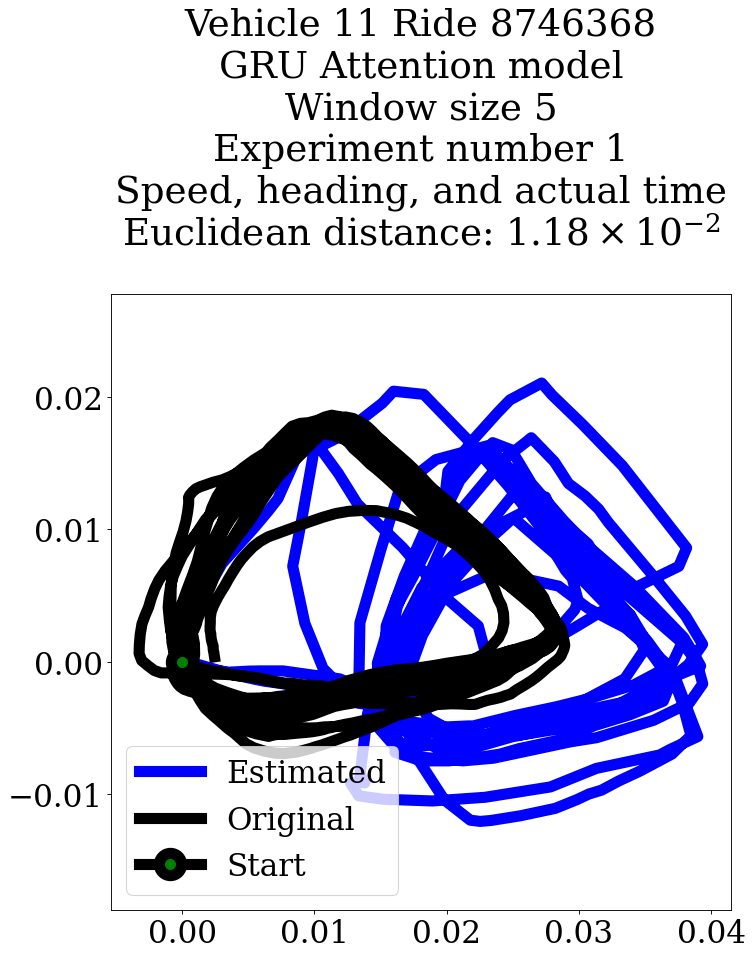 Vehicle 11 Ride 8746368
GRU Attention model
Window size 5
Experiment number 1
Speed, heading, and actual time
Euclidean distance: 1.18 × 10⁻²
0.02
0.01
0.00
−0.01
Estimated
Original
Start
0.00 0.01 0.02 0.03 0.04